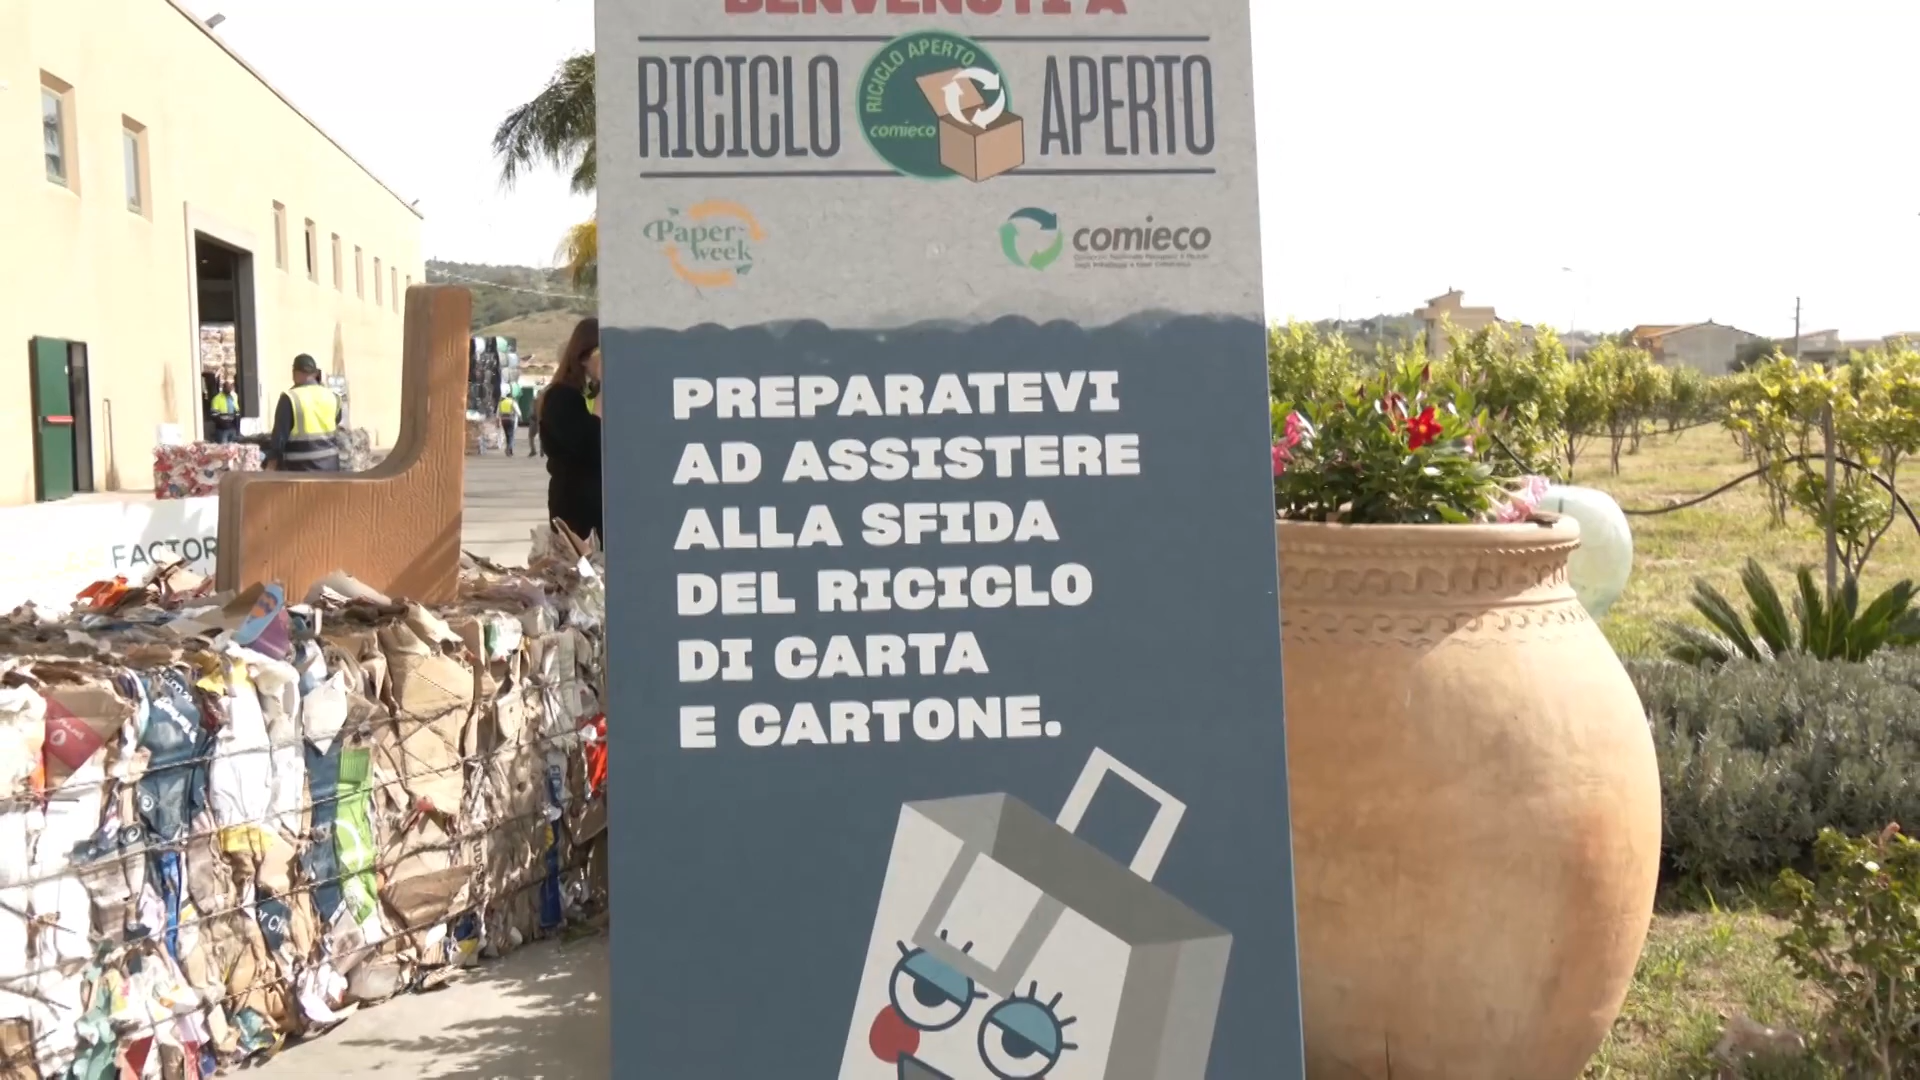 BENVENUTI A
RICICLO APERTO
RICICLO APERTO
comieco
Paper
week
comieco
PREPARATEVI
AD ASSISTERE
ALLA SFIDA
DEL RICICLO
DI CARTA
E CARTONE.
FACTOR